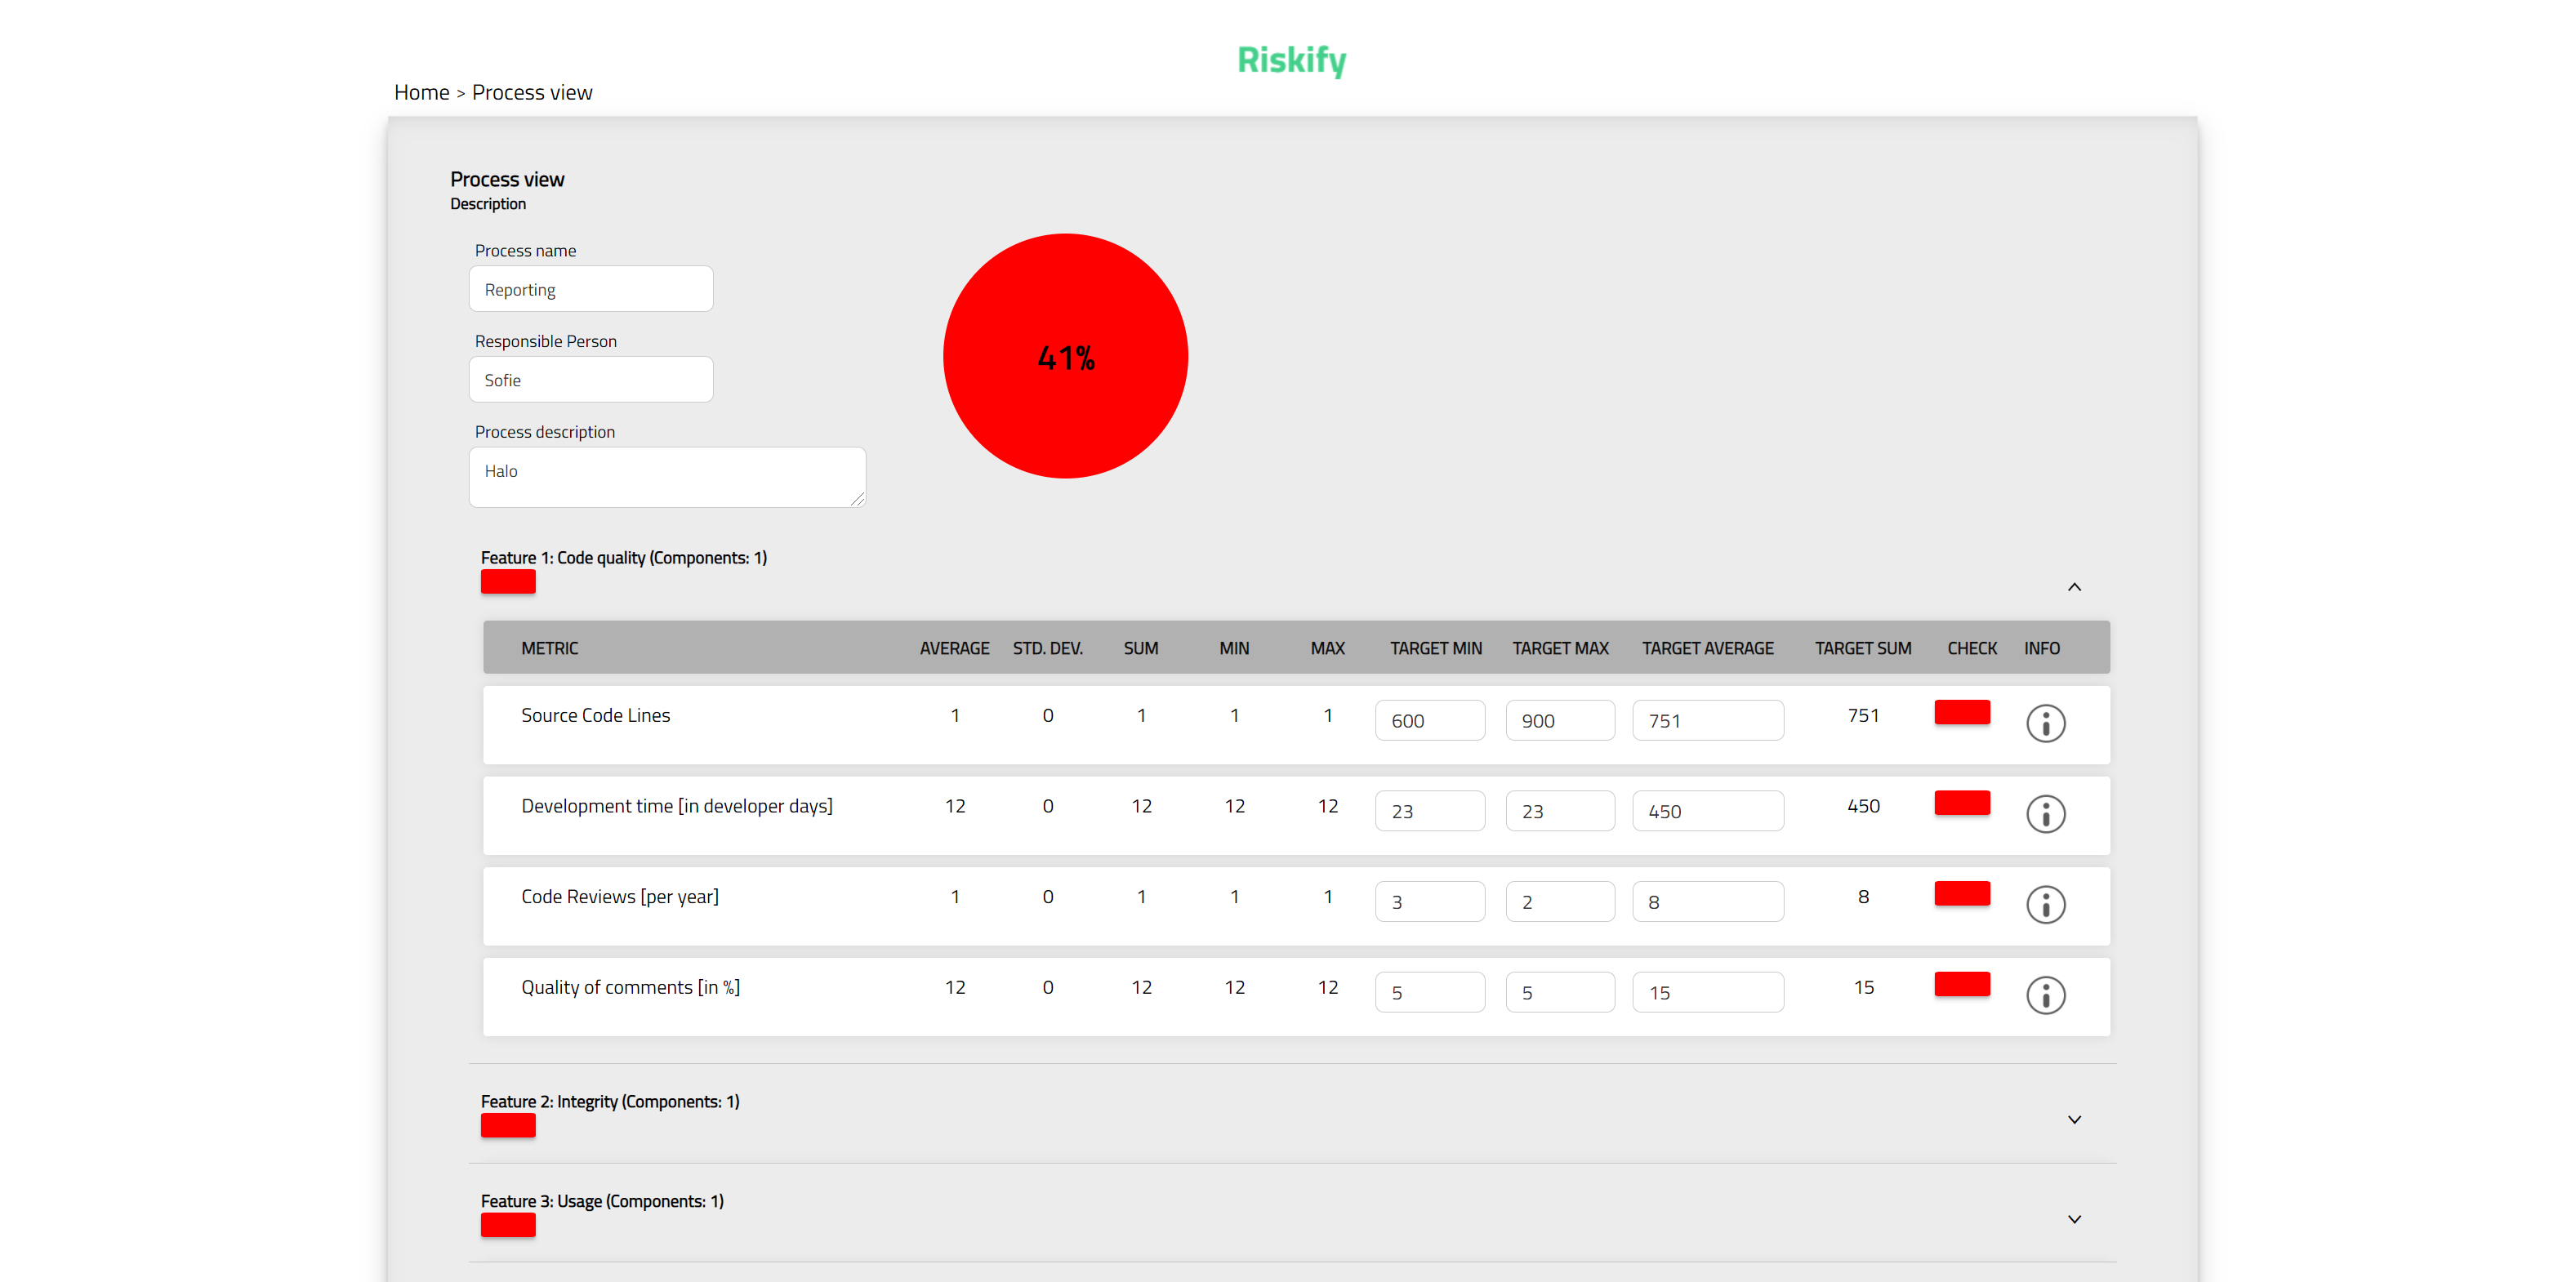 Riskify
Home > Process view
Process view
Description
Process name
Reporting
Responsible Person
Sofie
Process description
Halo
41%
Feature 1: Code quality (Components: 1)
METRIC AVERAGE STD. DEV. SUM MIN MAX TARGET MIN TARGET MAX TARGET AVERAGE TARGET SUM CHECK INFO
Source Code Lines 1 0 1 1 1 600 900 751 751
Development time [in developer days] 12 0 12 12 12 23 23 450 450
Code Reviews [per year] 1 0 1 1 1 3 2 8 8
Quality of comments [in %] 12 0 12 12 12 5 5 15 15
Feature 2: Integrity (Components: 1)
Feature 3: Usage (Components: 1)